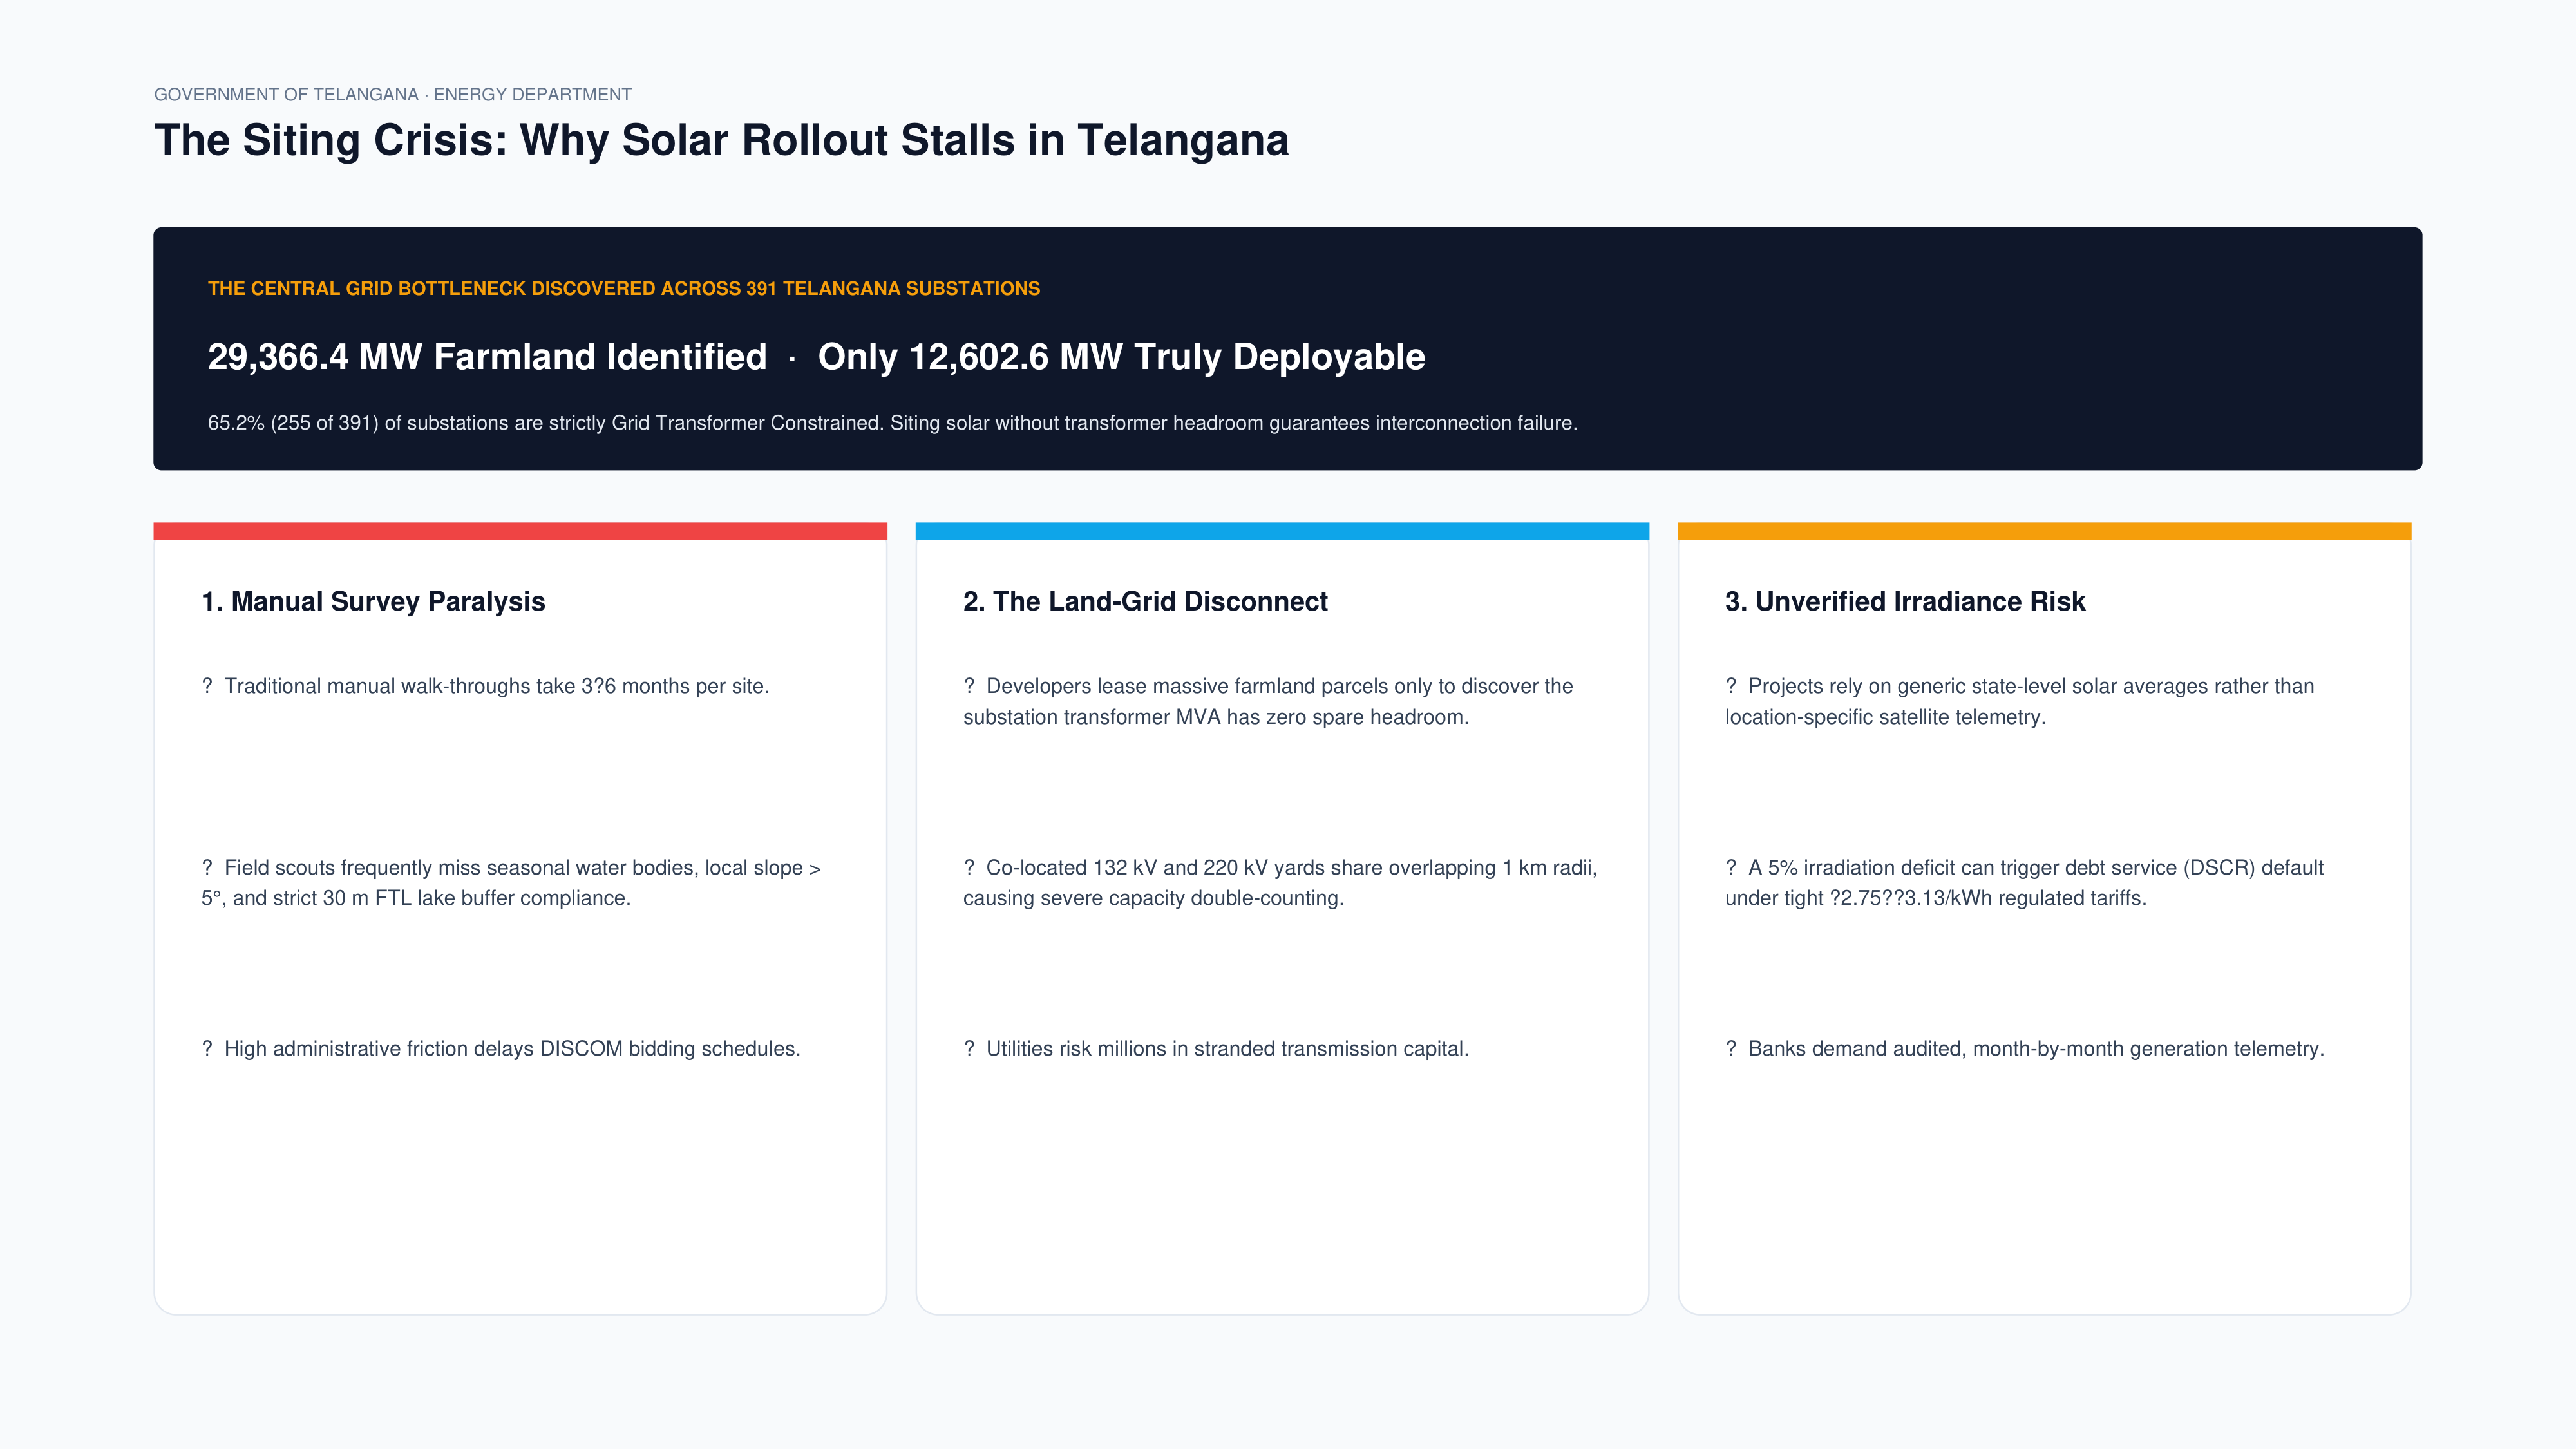 GOVERNMENT OF TELANGANA · ENERGY DEPARTMENT
The Siting Crisis: Why Solar Rollout Stalls in Telangana
THE CENTRAL GRID BOTTLENECK DISCOVERED ACROSS 391 TELANGANA SUBSTATIONS
29,366.4 MW Farmland Identified · Only 12,602.6 MW Truly Deployable
65.2% (255 of 391) of substations are strictly Grid Transformer Constrained. Siting solar without transformer headroom guarantees interconnection failure.
1. Manual Survey Paralysis
? Traditional manual walk-throughs take 3?6 months per site.
? Field scouts frequently miss seasonal water bodies, local slope >
5°, and strict 30 m FTL lake buffer compliance.
? High administrative friction delays DISCOM bidding schedules.
2. The Land-Grid Disconnect
? Developers lease massive farmland parcels only to discover the
substation transformer MVA has zero spare headroom.
? Co-located 132 kV and 220 kV yards share overlapping 1 km radii,
causing severe capacity double-counting.
? Utilities risk millions in stranded transmission capital.
3. Unverified Irradiance Risk
? Projects rely on generic state-level solar averages rather than
location-specific satellite telemetry.
? A 5% irradiation deficit can trigger debt service (DSCR) default
under tight ?2.75??3.13/kWh regulated tariffs.
? Banks demand audited, month-by-month generation telemetry.